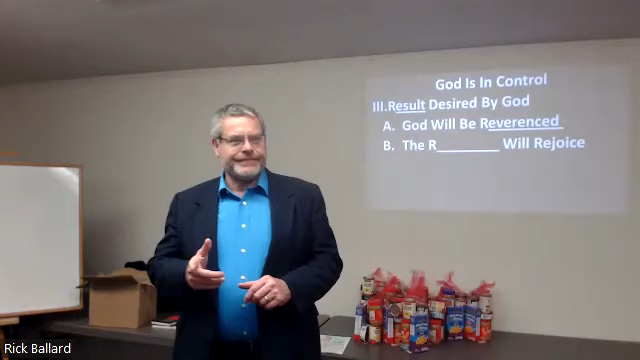 God Is In Control
III.Result Desired By God
A. God Will Be Reverenced
B. The R________ Will Rejoice
Rick Ballard